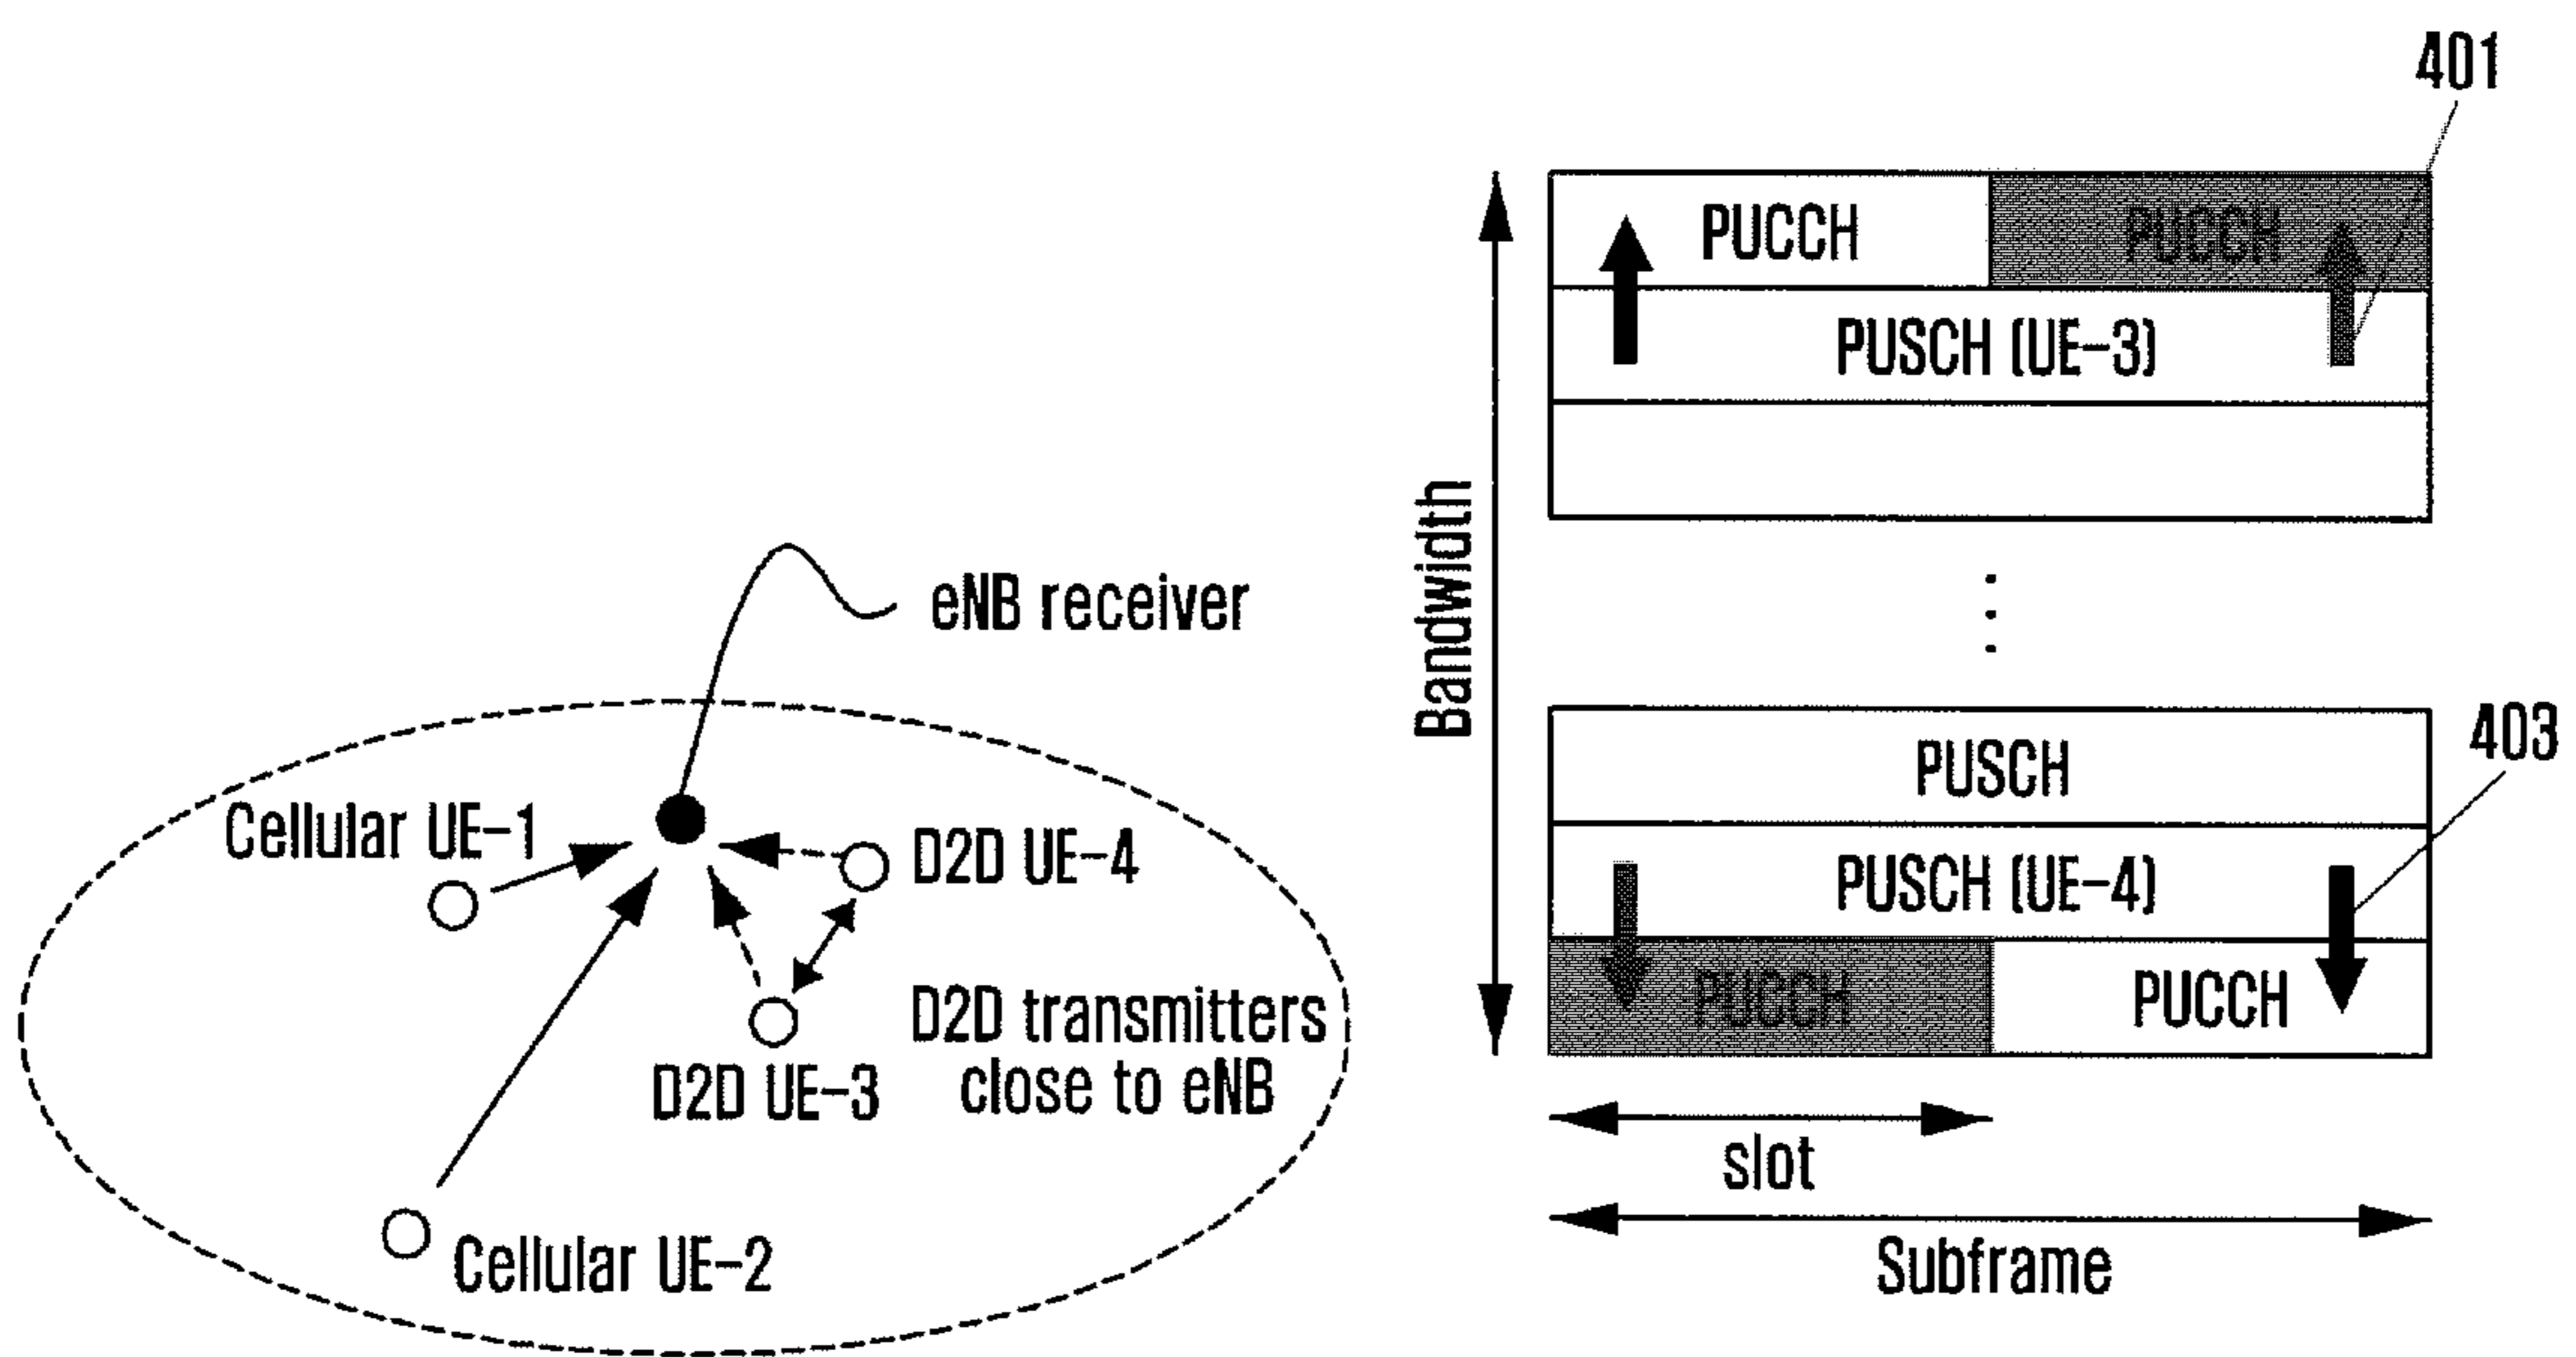 401
PUCCH PUCCH
PUSCH (UE-3)
Bandwidth
eNB receiver
PUSCH
403
Cellular UE-1
D2D UE-4
PUSCH (UE-4)
PUCCH PUCCH
D2D transmitters
close to eNB
D2D UE-3
slot
Cellular UE-2
Subframe